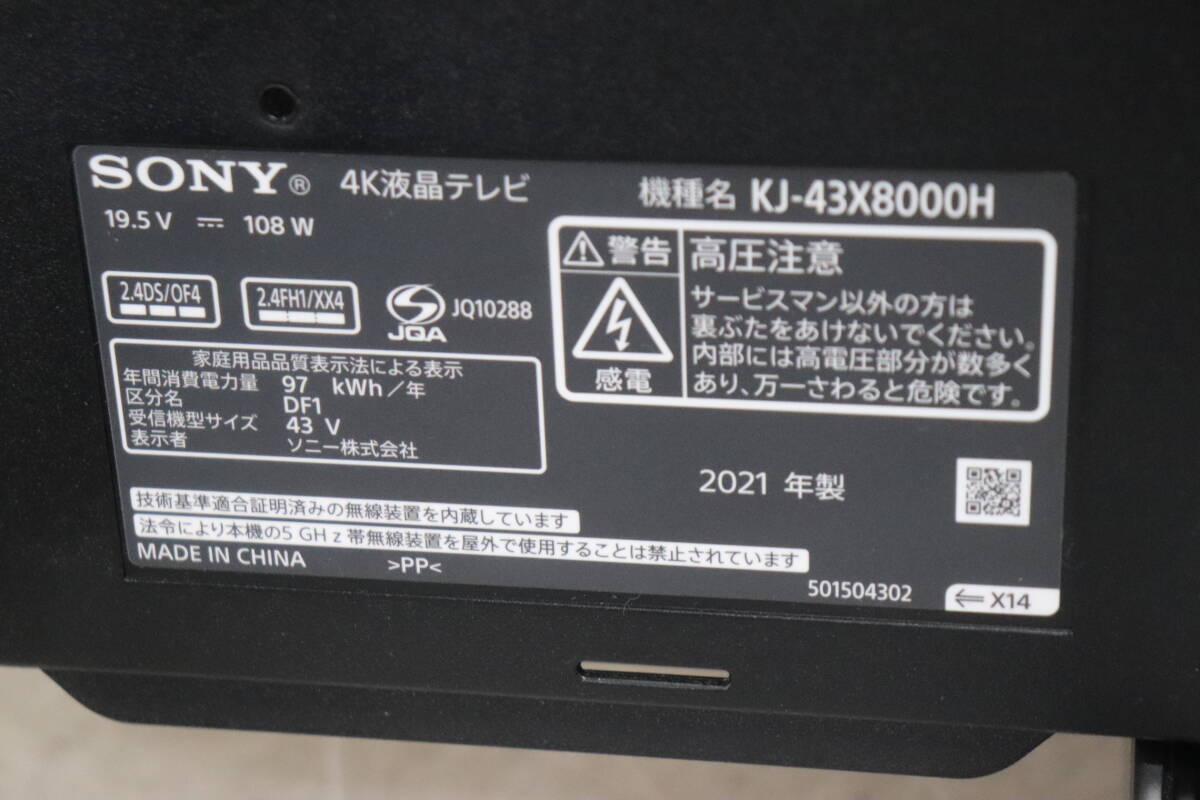 SONY® 4K液晶テレビ
機種名 KJ-43X8000H
19.5 V ⎓ 108 W
2.4DS/OF4
2.4FH1/XX4
JQA
JQ10288
家庭用品品質表示法による表示
年間消費電力量 97 kWh/年
区分名 DF1
受信機型サイズ 43 V
表示者 ソニー株式会社
警告
感電
高圧注意
サービスマン以外の方は
裏ぶたをあけないでください。
内部には高電圧部分が数多く
あり、万一さわると危険です。
2021 年製
技術基準適合証明済みの無線装置を内蔵しています
法令により本機の5 GHz帯無線装置を屋外で使用することは禁止されています
MADE IN CHINA >PP<
501504302
⇐ X14